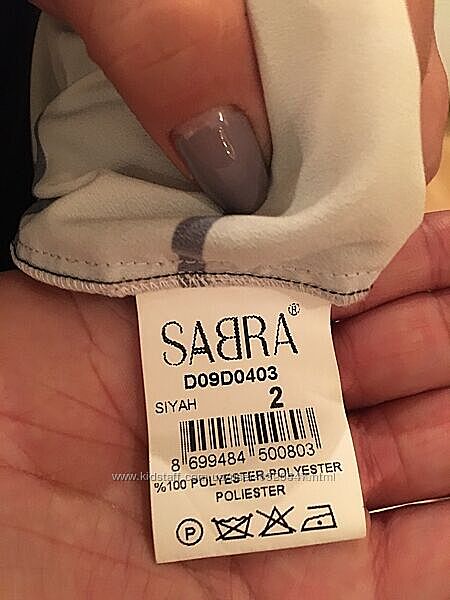 SABRA®
D09D0403
SIYAH 2
8 699484 500803
%100 POLYESTER-POLYESTER
POLIESTER
P